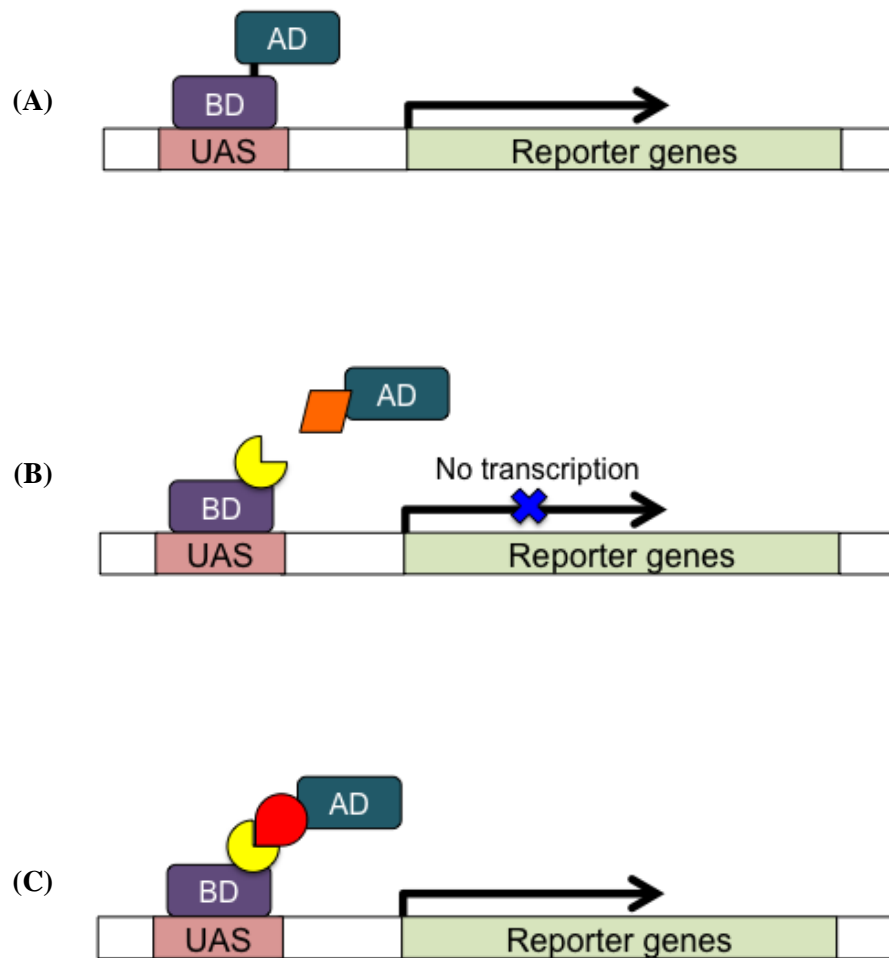 AD
(A)
BD
UAS
Reporter genes
AD
(B)
No transcription
BD
UAS
Reporter genes
AD
(C)
BD
UAS
Reporter genes